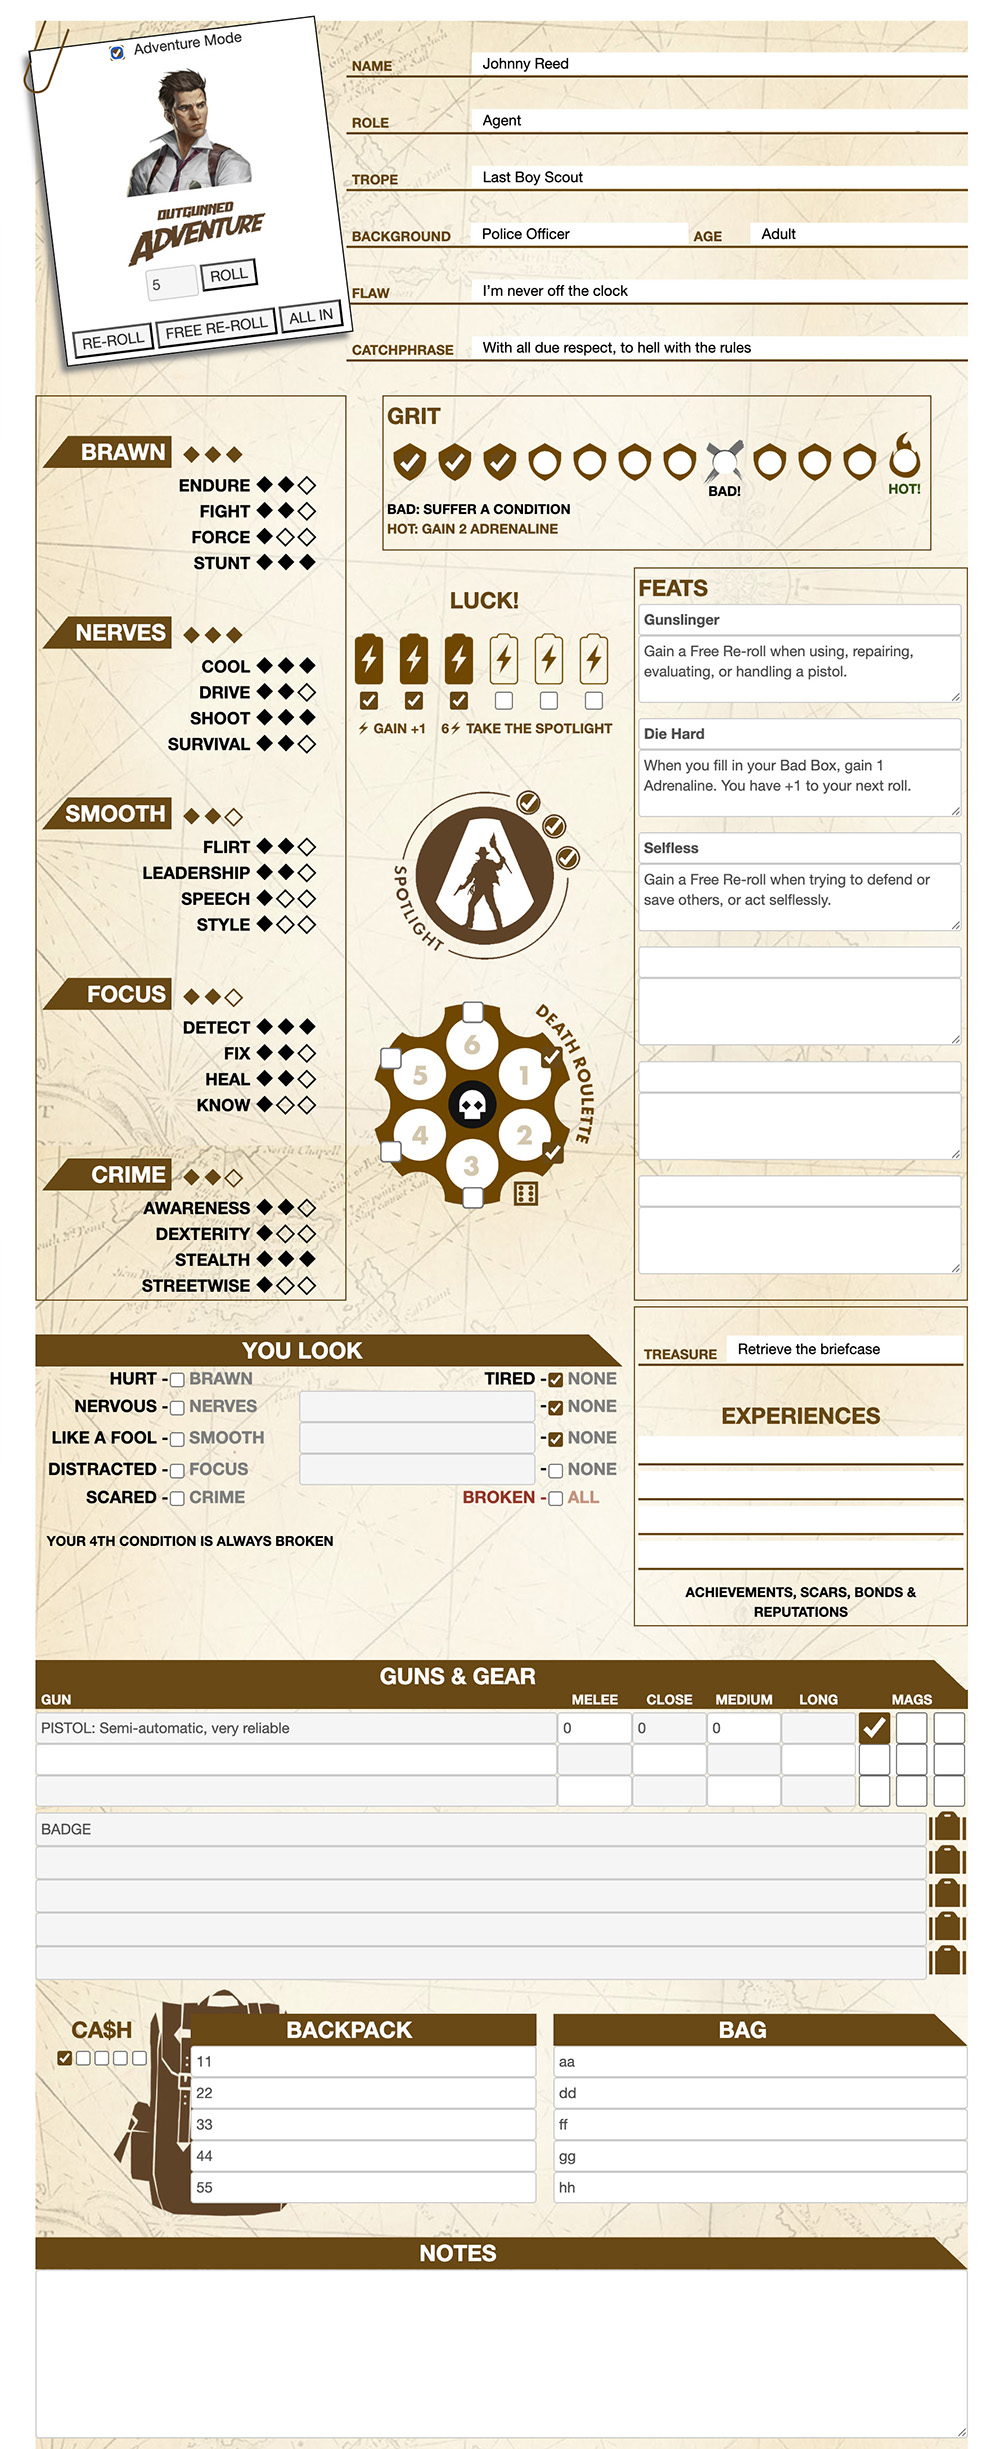 Adventure Mode
OUTGUNNED
ADVENTURE
5 ROLL
RE-ROLL FREE RE-ROLL ALL IN
NAME Johnny Reed
ROLE Agent
TROPE Last Boy Scout
BACKGROUND Police Officer AGE Adult
FLAW I'm never off the clock
CATCHPHRASE With all due respect, to hell with the rules
BRAWN
ENDURE
FIGHT
FORCE
STUNT
NERVES
COOL
DRIVE
SHOOT
SURVIVAL
SMOOTH
FLIRT
LEADERSHIP
SPEECH
STYLE
FOCUS
DETECT
FIX
HEAL
KNOW
CRIME
AWARENESS
DEXTERITY
STEALTH
STREETWISE
GRIT
BAD!
HOT!
BAD: SUFFER A CONDITION
HOT: GAIN 2 ADRENALINE
LUCK!
GAIN +1 6 TAKE THE SPOTLIGHT
SPOTLIGHT
DEATH ROULETTE
6
5 1
4 2
3
FEATS
Gunslinger
Gain a Free Re-roll when using, repairing,
evaluating, or handling a pistol.
Die Hard
When you fill in your Bad Box, gain 1
Adrenaline. You have +1 to your next roll.
Selfless
Gain a Free Re-roll when trying to defend or
save others, or act selflessly.
YOU LOOK
HURT - BRAWN TIRED - NONE
NERVOUS - NERVES - NONE
LIKE A FOOL - SMOOTH - NONE
DISTRACTED - FOCUS - NONE
SCARED - CRIME BROKEN - ALL
YOUR 4TH CONDITION IS ALWAYS BROKEN
TREASURE Retrieve the briefcase
EXPERIENCES
ACHIEVEMENTS, SCARS, BONDS &
REPUTATIONS
GUNS & GEAR
GUN MELEE CLOSE MEDIUM LONG MAGS
PISTOL: Semi-automatic, very reliable 0 0 0
BADGE
CA$H
BACKPACK
11
22
33
44
55
BAG
aa
dd
ff
gg
hh
NOTES